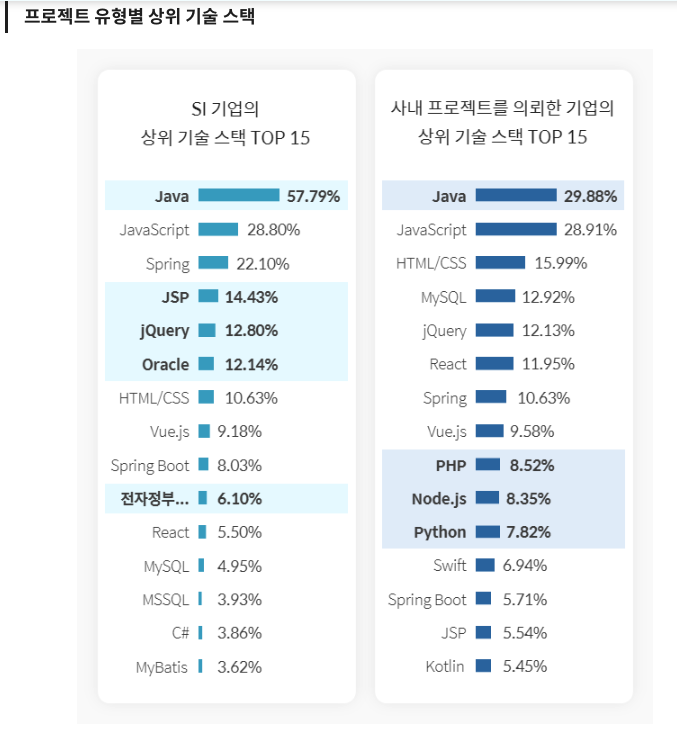 프로젝트 유형별 상위 기술 스택
SI 기업의
상위 기술 스택 TOP 15
Java 57.79%
JavaScript 28.80%
Spring 22.10%
JSP 14.43%
jQuery 12.80%
Oracle 12.14%
HTML/CSS 10.63%
Vue.js 9.18%
Spring Boot 8.03%
전자정부... 6.10%
React 5.50%
MySQL 4.95%
MSSQL 3.93%
C# 3.86%
MyBatis 3.62%
사내 프로젝트를 의뢰한 기업의
상위 기술 스택 TOP 15
Java 29.88%
JavaScript 28.91%
HTML/CSS 15.99%
MySQL 12.92%
jQuery 12.13%
React 11.95%
Spring 10.63%
Vue.js 9.58%
PHP 8.52%
Node.js 8.35%
Python 7.82%
Swift 6.94%
Spring Boot 5.71%
JSP 5.54%
Kotlin 5.45%